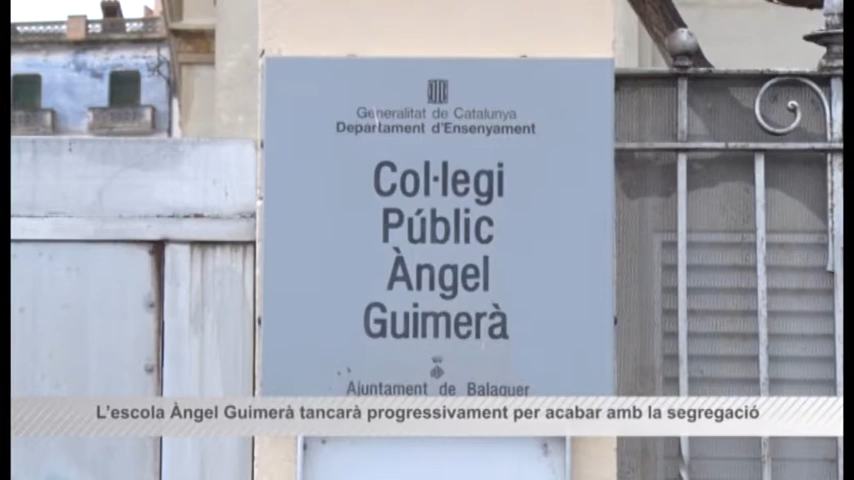 Generalitat de Catalunya
Departament d'Ensenyament
Col·legi
Públic
Àngel
Guimerà
Ajuntament de Balaguer
L'escola Àngel Guimerà tancarà progressivament per acabar amb la segregació